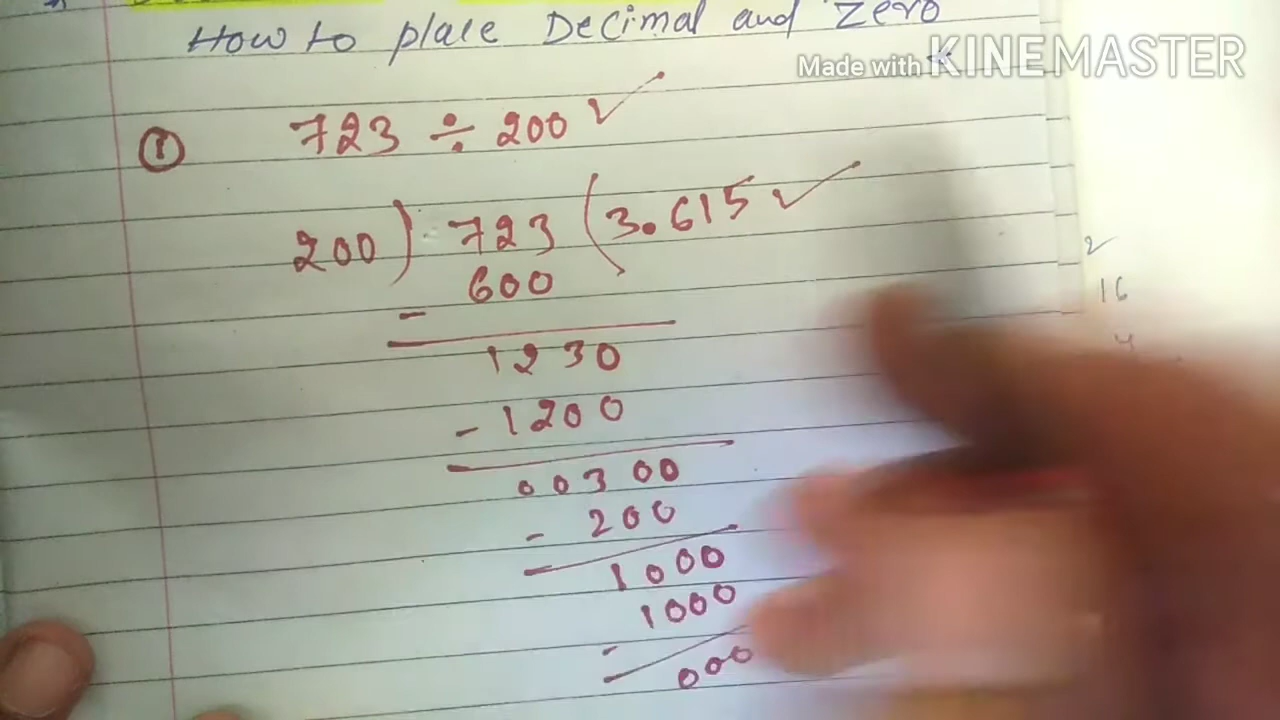 How to place Decimal and Zero
Made with KINEMASTER
① 723 ÷ 200 ✓
200 ) 723 ( 3.615 ✓
- 600
1230
- 1200
00300
- 200
1000
- 1000
000
2
16